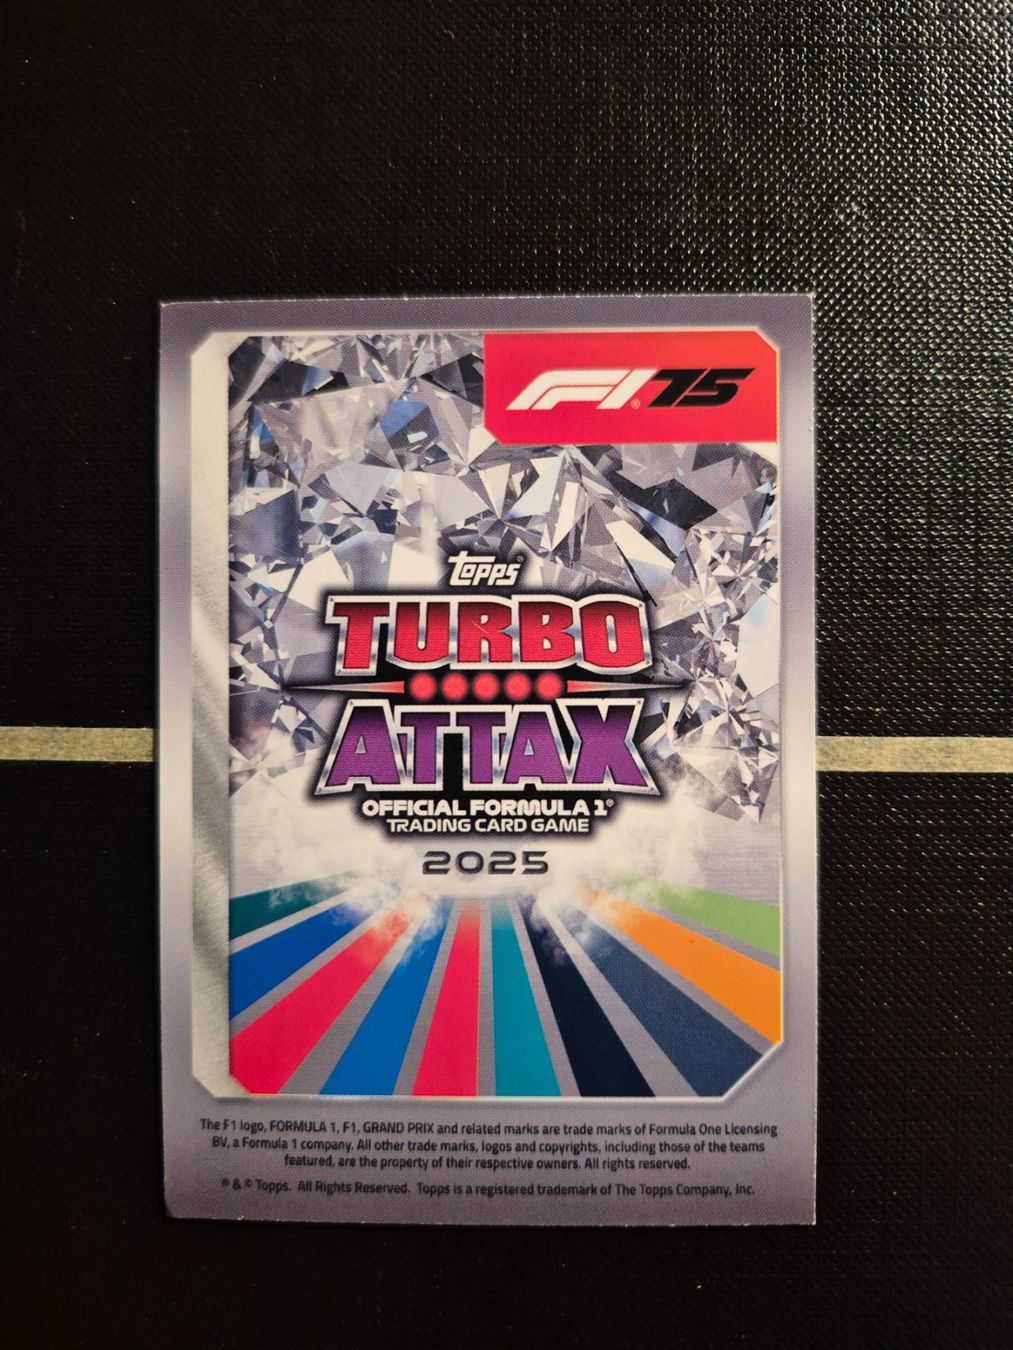 F1® 75
Topps®
TURBO
ATTAX
OFFICIAL FORMULA 1®
TRADING CARD GAME
2025
The F1 logo, FORMULA 1, F1, GRAND PRIX and related marks are trade marks of Formula One Licensing
BV, a Formula 1 company. All other trade marks, logos and copyrights, including those of the teams
featured, are the property of their respective owners. All rights reserved.
® & © Topps. All Rights Reserved. Topps is a registered trademark of The Topps Company, Inc.